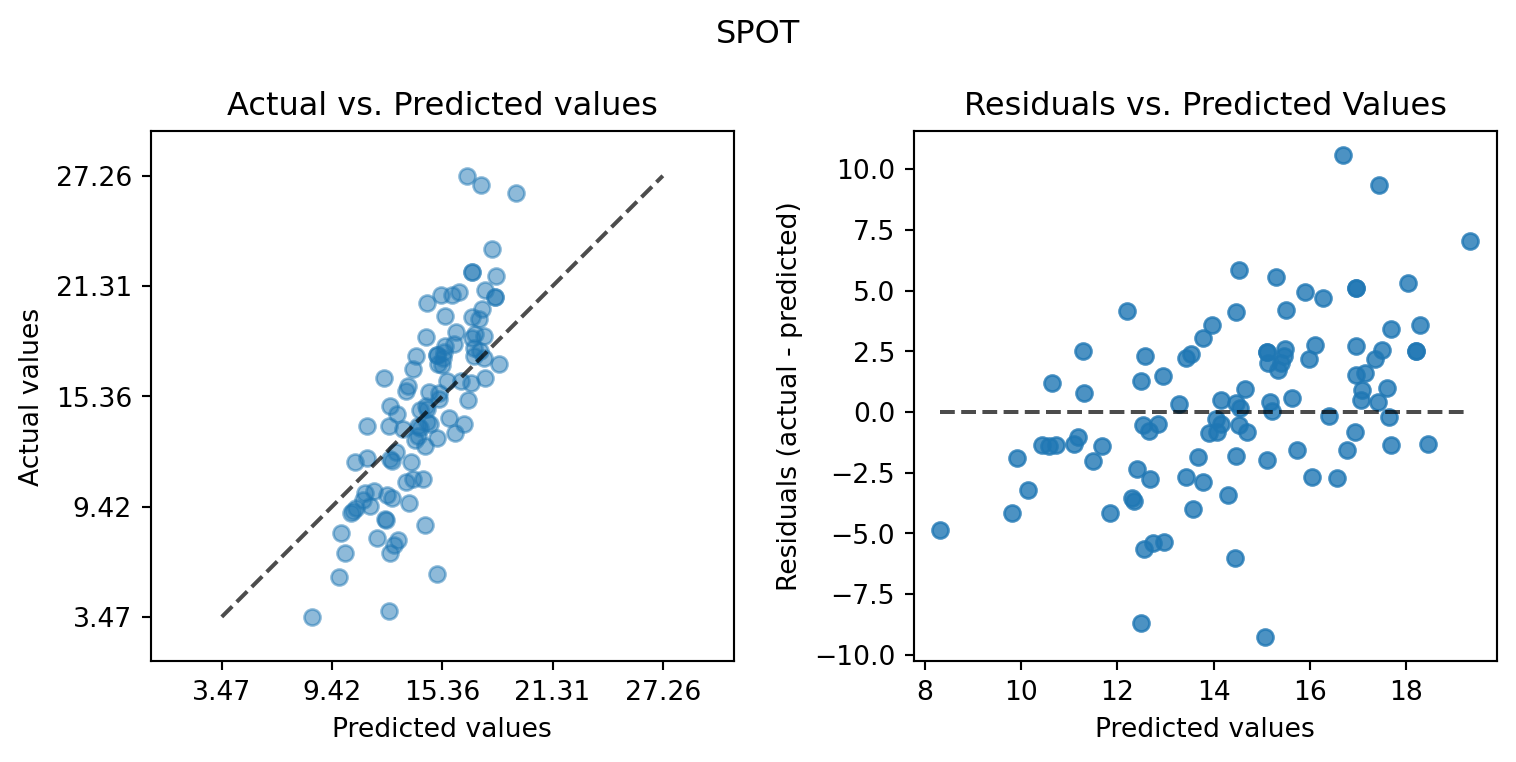 SPOT
Actual vs. Predicted values
27.26
21.31
15.36
9.42
3.47
Actual values
3.47 9.42 15.36 21.31 27.26
Predicted values
Residuals vs. Predicted Values
10.0
7.5
5.0
2.5
0.0
−2.5
−5.0
−7.5
−10.0
Residuals (actual - predicted)
8 10 12 14 16 18
Predicted values